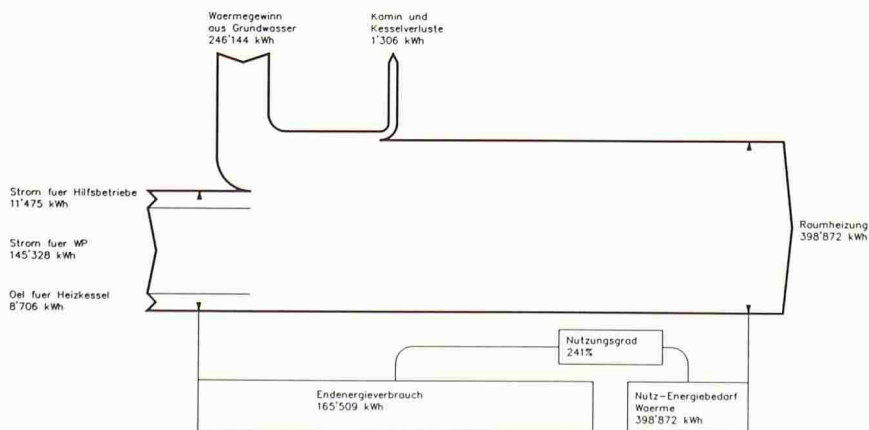 Waermegewinn
aus Grundwasser
246'144 kWh
Kamin und
Kesselverluste
1'306 kWh
Strom fuer Hilfsbetriebe
11'475 kWh
Strom fuer WP
145'328 kWh
Oel fuer Heizkessel
8'706 kWh
Raumheizung
398'872 kWh
Nutzungsgrad
241%
Endenergieverbrauch
165'509 kWh
Nutz-Energiebedarf
Waerme
398'872 kWh